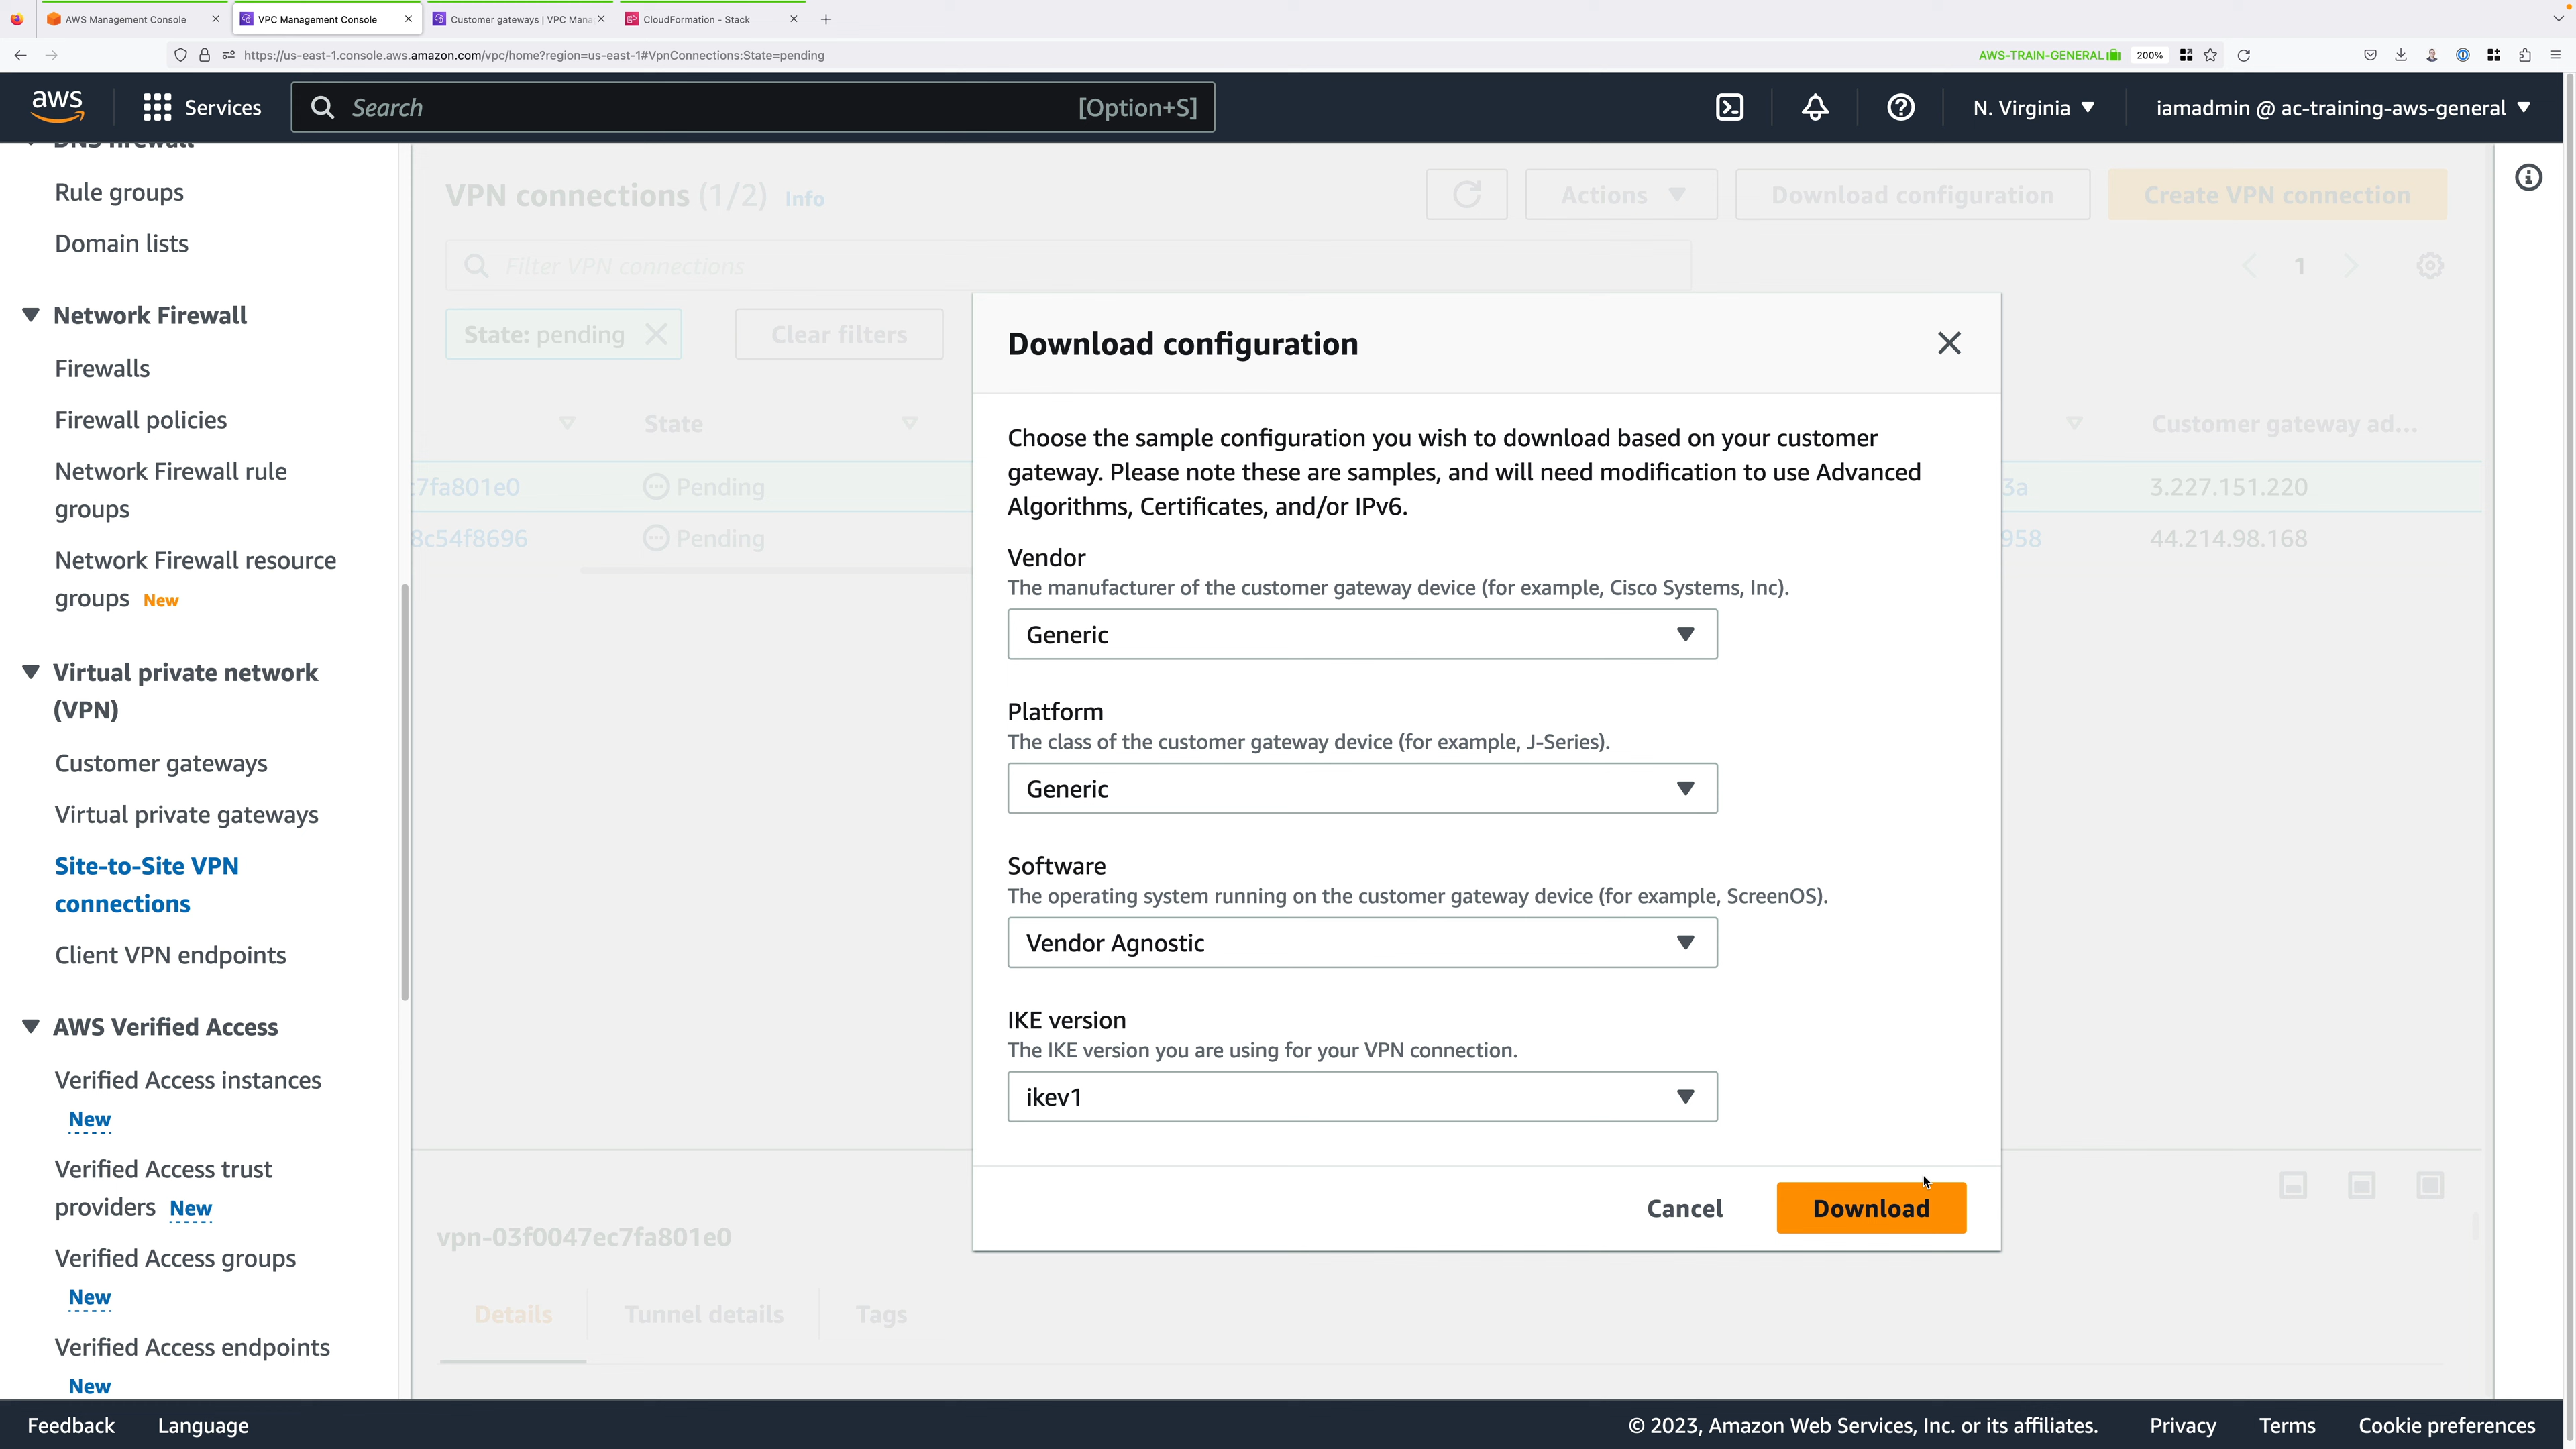 AWS Management Console
VPC Management Console
Customer gateways | VPC Mana
CloudFormation - Stack
https://us-east-1.console.aws.amazon.com/vpc/home?region=us-east-1#VpnConnections:State=pending
AWS-TRAIN-GENERAL
200%
aws
Services
Search
[Option+S]
N. Virginia
iamadmin @ ac-training-aws-general
DNS firewall
Rule groups
Domain lists
Network Firewall
Firewalls
Firewall policies
Network Firewall rule
groups
Network Firewall resource
groups New
Virtual private network
(VPN)
Customer gateways
Virtual private gateways
Site-to-Site VPN
connections
Client VPN endpoints
AWS Verified Access
Verified Access instances
New
Verified Access trust
providers New
Verified Access groups
New
Verified Access endpoints
New
VPN connections (1/2) Info
Actions
Download configuration
Create VPN connection
Filter VPN connections
1
State: pending
Clear filters
State
Customer gateway ad...
c7fa801e0
Pending
3a
3.227.151.220
8c54f8696
Pending
958
44.214.98.168
Download configuration
Choose the sample configuration you wish to download based on your customer
gateway. Please note these are samples, and will need modification to use Advanced
Algorithms, Certificates, and/or IPv6.
Vendor
The manufacturer of the customer gateway device (for example, Cisco Systems, Inc).
Generic
Platform
The class of the customer gateway device (for example, J-Series).
Generic
Software
The operating system running on the customer gateway device (for example, ScreenOS).
Vendor Agnostic
IKE version
The IKE version you are using for your VPN connection.
ikev1
Cancel
Download
vpn-03f0047ec7fa801e0
Details
Tunnel details
Tags
Feedback
Language
© 2023, Amazon Web Services, Inc. or its affiliates.
Privacy
Terms
Cookie preferences